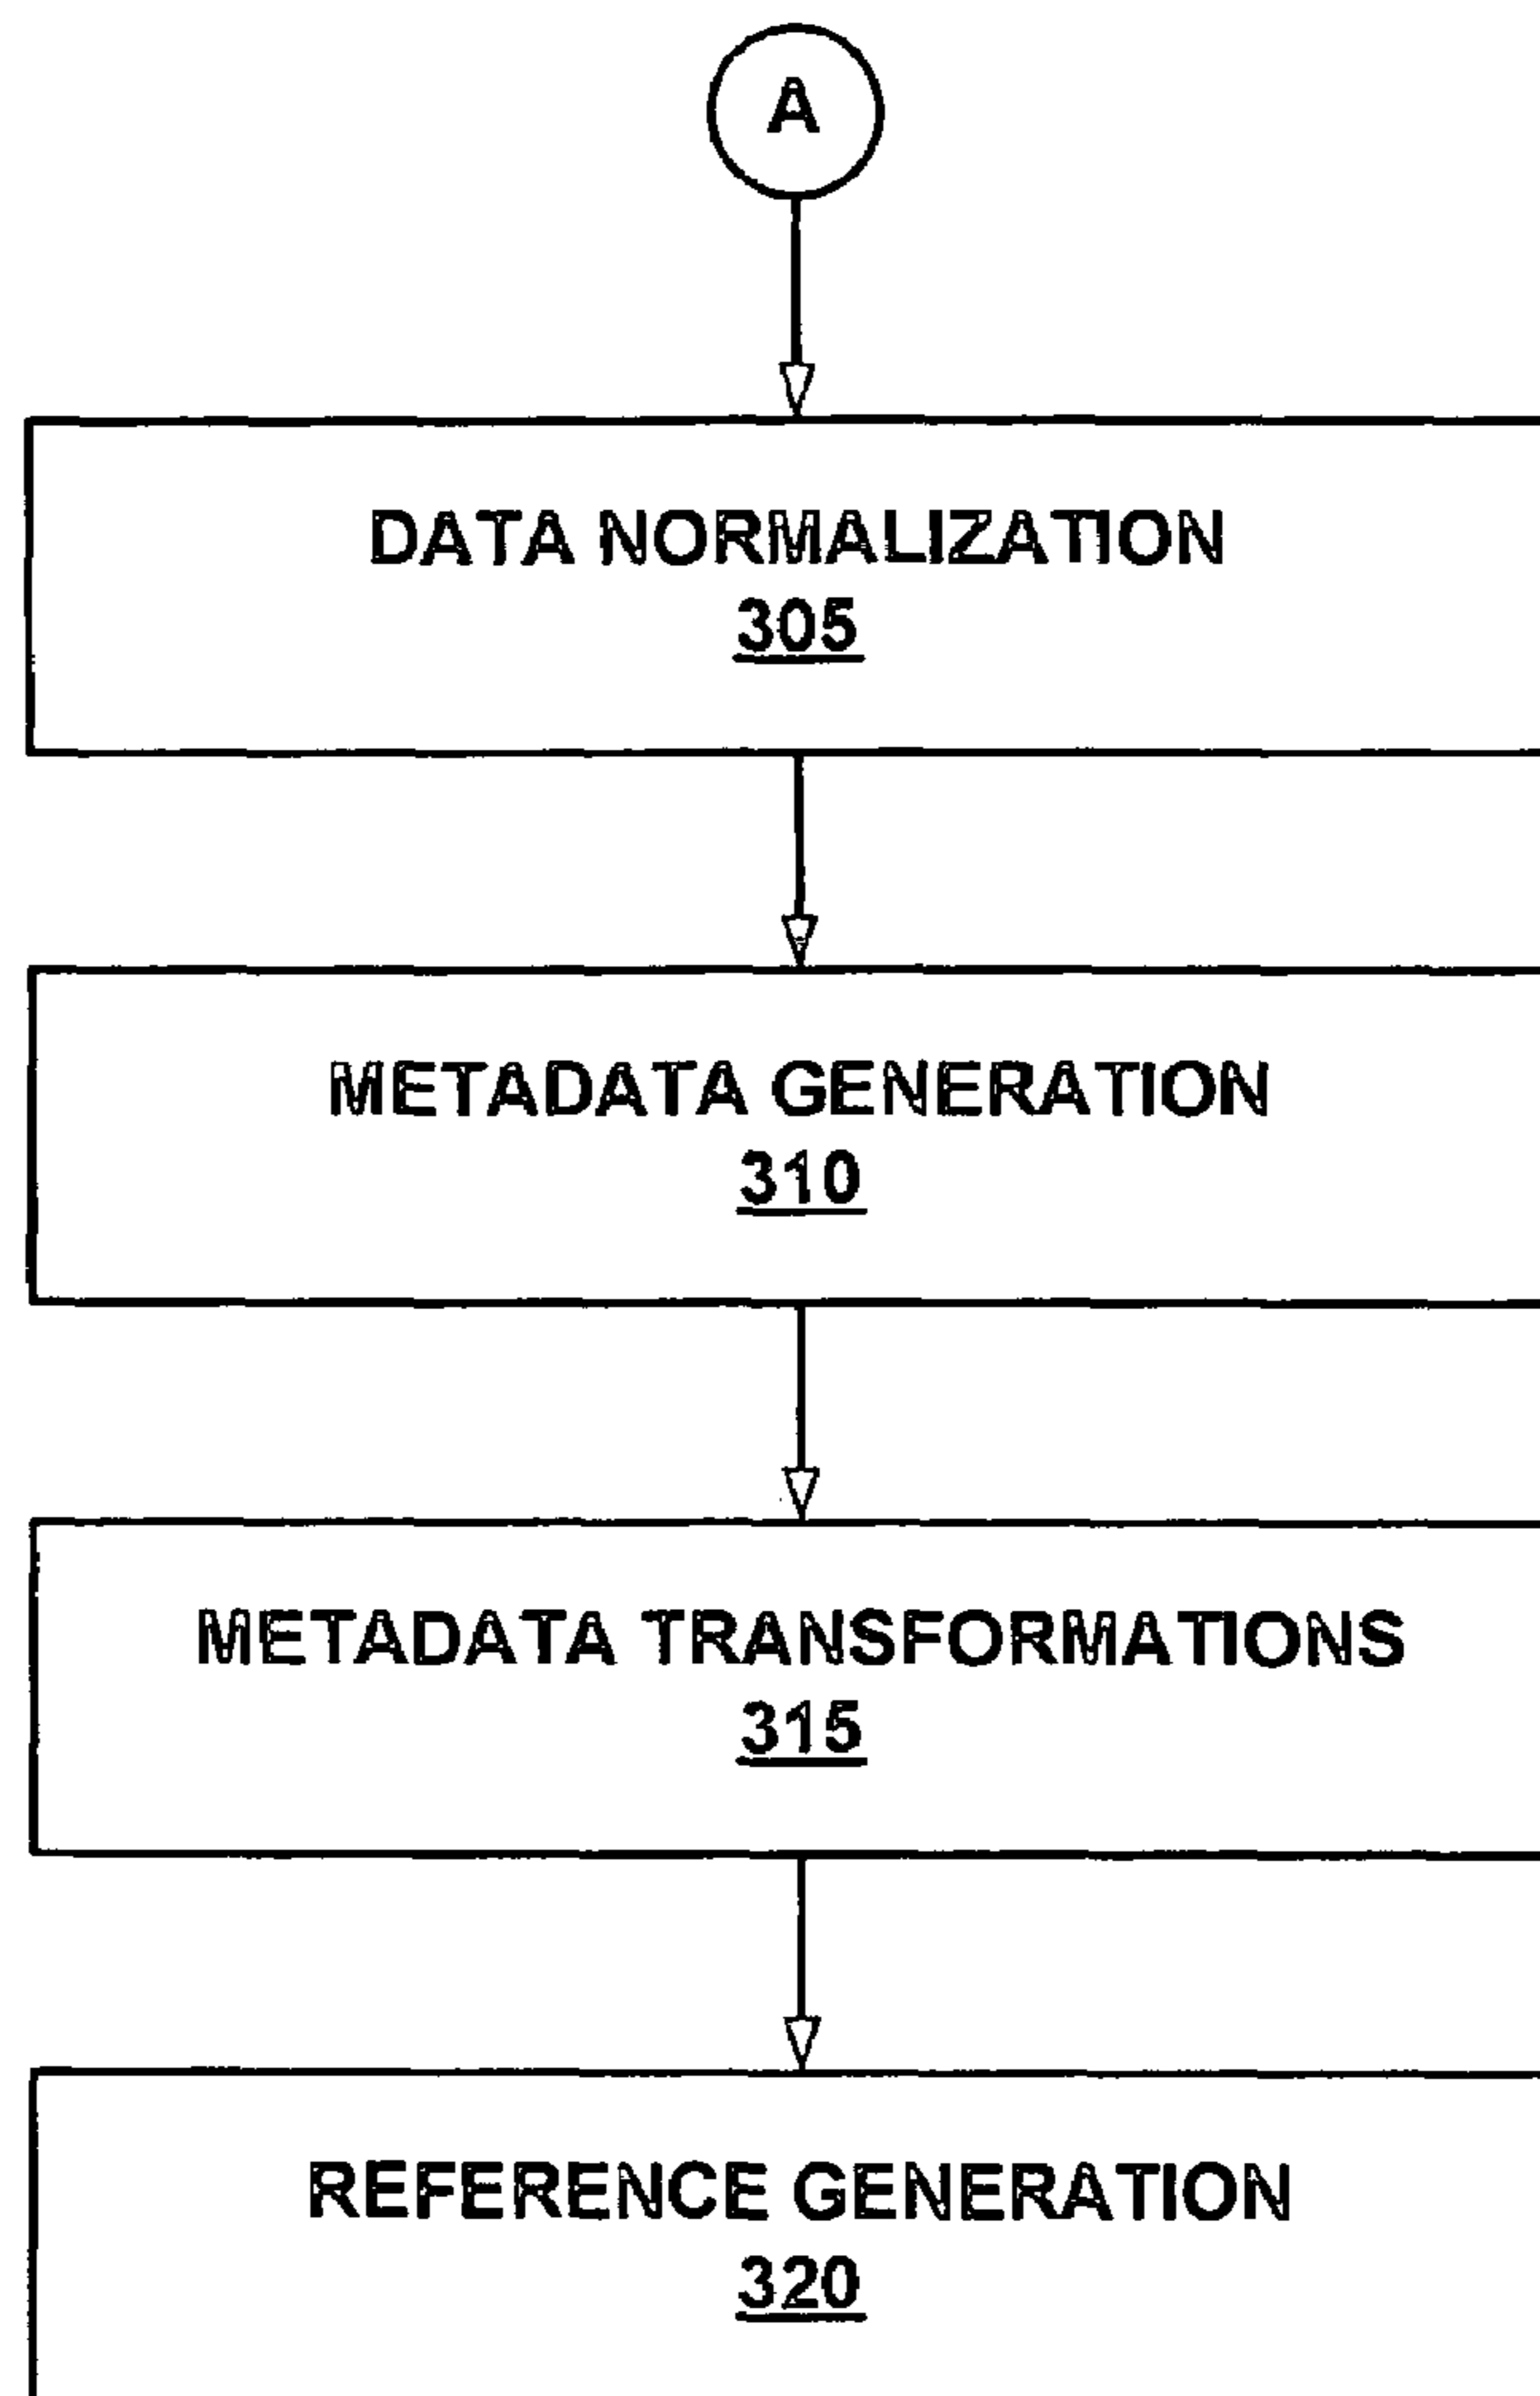 A
DATA NORMALIZATION
305
METADATA GENERATION
310
METADATA TRANSFORMATIONS
315
REFERENCE GENERATION
320